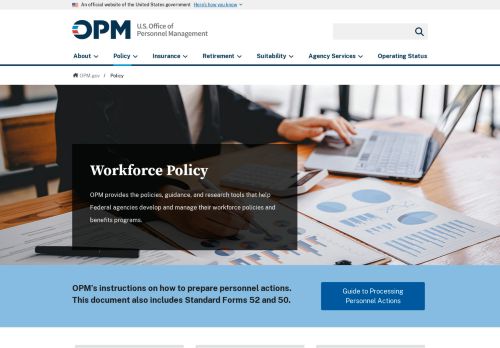 An official website of the United States government Here's how you know
OPM U.S. Office of
Personnel Management
About Policy Insurance Retirement Suitability Agency Services Operating Status
OPM.gov / Policy
Workforce Policy
OPM provides the policies, guidance, and research tools that help
Federal agencies develop and manage their workforce policies and
benefits programs.
OPM's instructions on how to prepare personnel actions.
This document also includes Standard Forms 52 and 50.
Guide to Processing
Personnel Actions